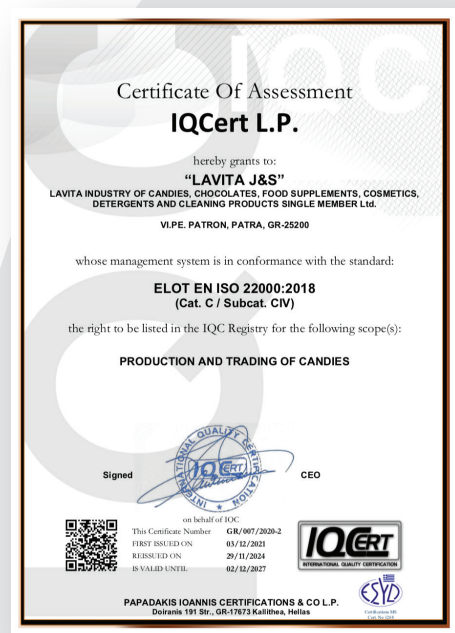 IQC
Certificate Of Assessment
IQCert L.P.
hereby grants to:
“LAVITA J&S”
LAVITA INDUSTRY OF CANDIES, CHOCOLATES, FOOD SUPPLEMENTS, COSMETICS,
DETERGENTS AND CLEANING PRODUCTS SINGLE MEMBER Ltd.
VI.PE. PATRON, PATRA, GR-25200
whose management system is in conformance with the standard:
ELOT EN ISO 22000:2018
(Cat. C / Subcat. CIV)
the right to be listed in the IQC Registry for the following scope(s):
PRODUCTION AND TRADING OF CANDIES
INTERNATIONAL QUALITY CERTIFICATION
IQCERT
Signed
CEO
on behalf of IQC
This Certificate Number GR/007/2020-2
FIRST ISSUED ON 03/12/2021
REISSUED ON 29/11/2024
IS VALID UNTIL 02/12/2027
IQCERT
INTERNATIONAL QUALITY CERTIFICATION
ESYD
PAPADAKIS IOANNIS CERTIFICATIONS & CO L.P.
Doiranis 191 Str., GR-17673 Kallithea, Hellas